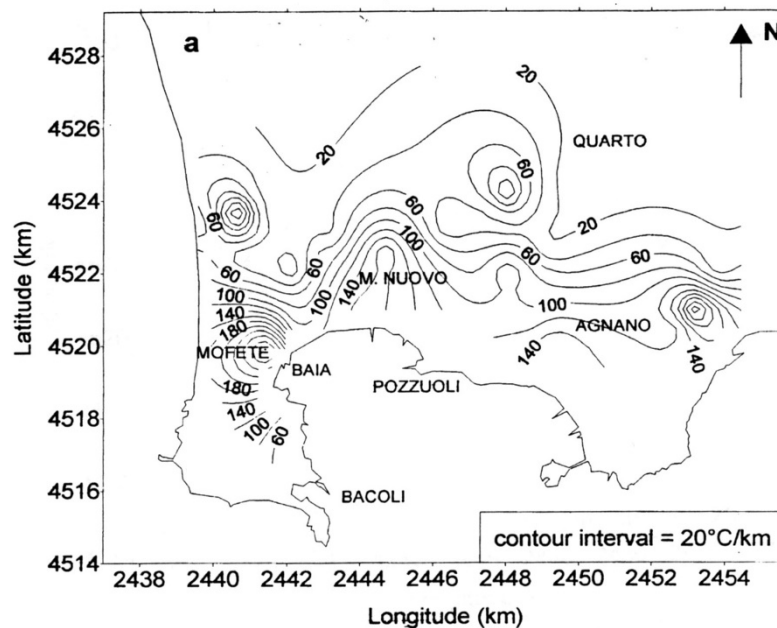 a
N
4528
4526
4524
4522
4520
4518
4516
4514
Latitude (km)
20
20
QUARTO
60
60
60
20
60
100
60
60
60
M. NUOVO
100
140
100
140
180
100
140
AGNANO
MOFETE
BAIA
140
140
POZZUOLI
180
140
100
60
BACOLI
contour interval = 20°C/km
2438 2440 2442 2444 2446 2448 2450 2452 2454
Longitude (km)